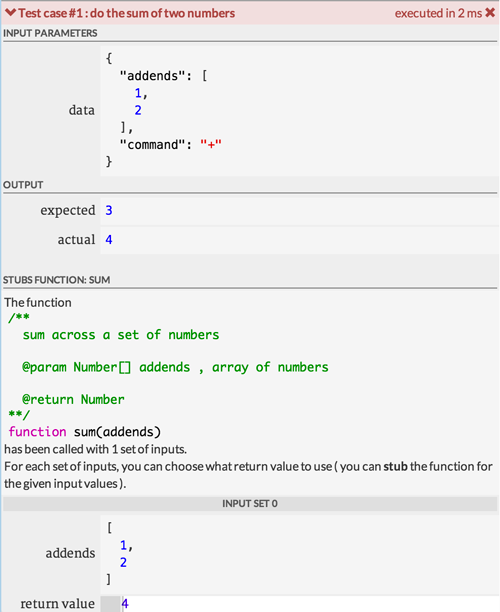 Test case #1 : do the sum of two numbers executed in 2 ms ✖
INPUT PARAMETERS
{
"addends": [
1,
data 2
],
"command": "+"
}
OUTPUT
expected 3
actual 4
STUBS FUNCTION: SUM
The function
/**
sum across a set of numbers
@param Number[] addends , array of numbers
@return Number
**/
function sum(addends)
has been called with 1 set of inputs.
For each set of inputs, you can choose what return value to use ( you can stub the function for
the given input values ).
INPUT SET 0
[
1,
addends 2
]
return value 4